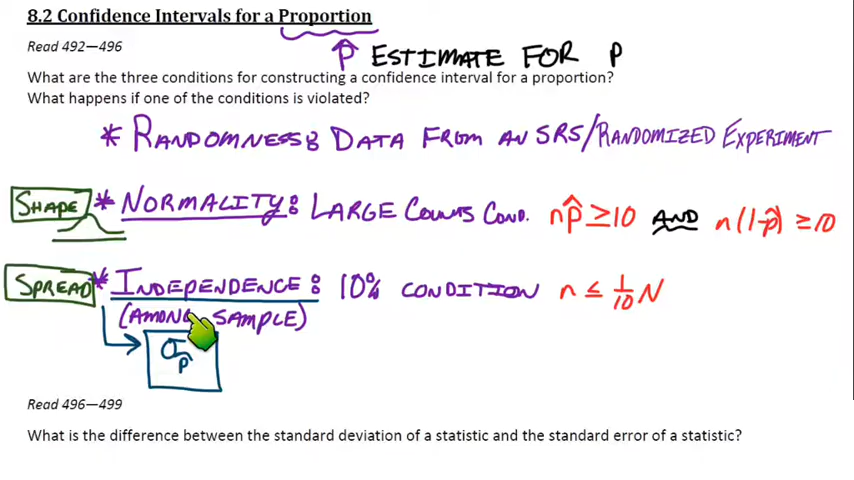 8.2 Confidence Intervals for a Proportion
Read 492—496
p̂ ESTIMATE FOR p
What are the three conditions for constructing a confidence interval for a proportion?
What happens if one of the conditions is violated?
* RANDOMNESS: DATA FROM AN SRS/RANDOMIZED EXPERIMENT
SHAPE * NORMALITY: LARGE COUNTS COND. np̂ ≥ 10 AND n(1-p̂) ≥ 10
SPREAD * INDEPENDENCE: 10% CONDITION n ≤ 1/10 N
(AMONG SAMPLE)
σp̂
Read 496—499
What is the difference between the standard deviation of a statistic and the standard error of a statistic?